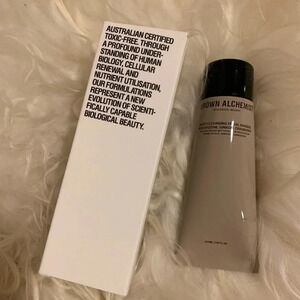 AUSTRALIAN CERTIFIED
TOXIC-FREE. THROUGH
A PROFOUND UNDER-
STANDING OF HUMAN
BIOLOGY, CELLULAR
RENEWAL AND
NUTRIENT UTILISATION,
OUR FORMULATIONS
REPRESENT A NEW
EVOLUTION OF SCIENTI-
FICALLY CAPABLE
BIOLOGICAL BEAUTY.
ROWN ALCHEMIS